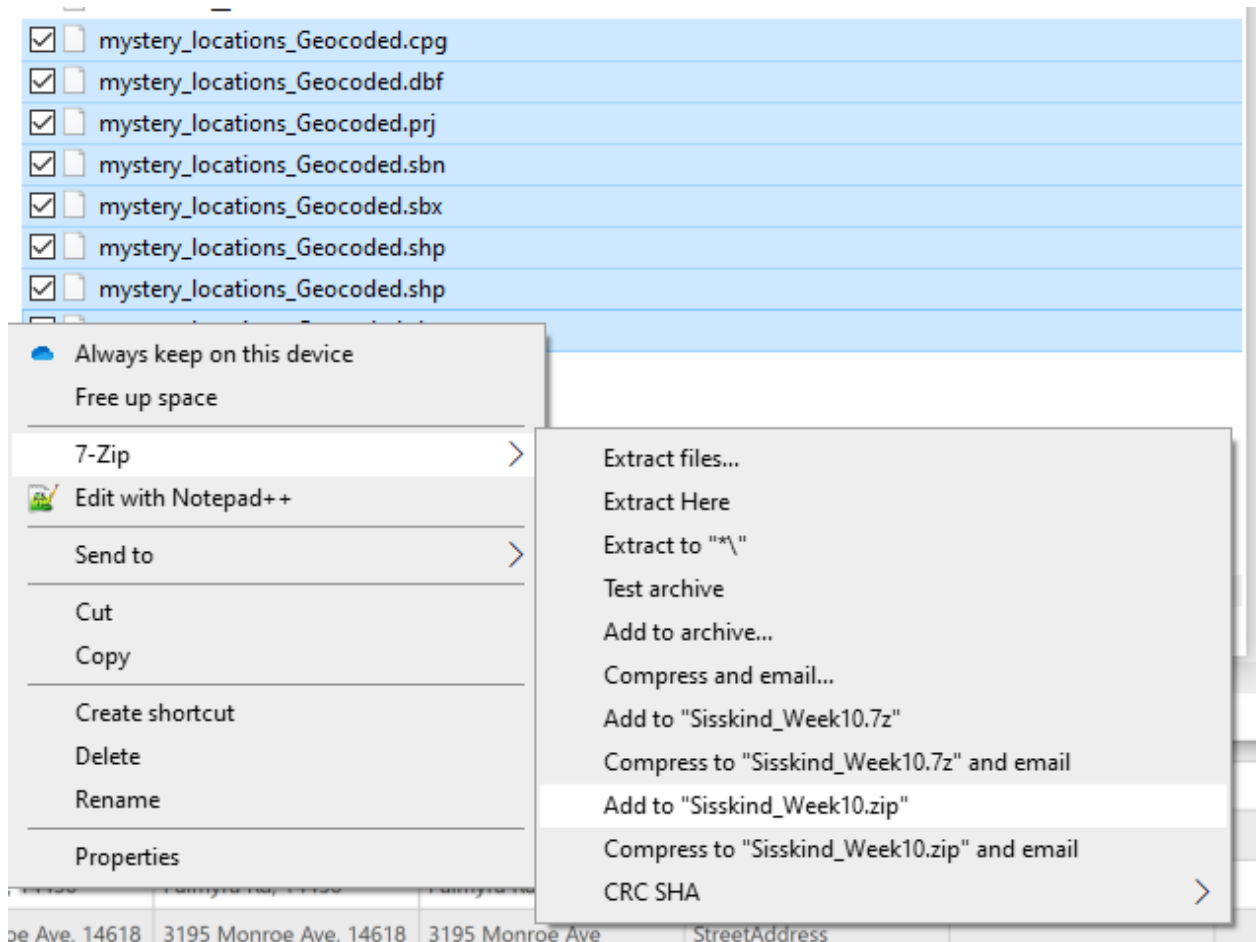 mystery_locations_Geocoded.cpg
mystery_locations_Geocoded.dbf
mystery_locations_Geocoded.prj
mystery_locations_Geocoded.sbn
mystery_locations_Geocoded.sbx
mystery_locations_Geocoded.shp
mystery_locations_Geocoded.shp
Always keep on this device
Free up space
7-Zip
Edit with Notepad++
Send to
Cut
Copy
Create shortcut
Delete
Rename
Properties
Extract files...
Extract Here
Extract to "*\"
Test archive
Add to archive...
Compress and email...
Add to "Sisskind_Week10.7z"
Compress to "Sisskind_Week10.7z" and email
Add to "Sisskind_Week10.zip"
Compress to "Sisskind_Week10.zip" and email
CRC SHA
Ave, 14618 3195 Monroe Ave, 14618 3195 Monroe Ave StreetAddress